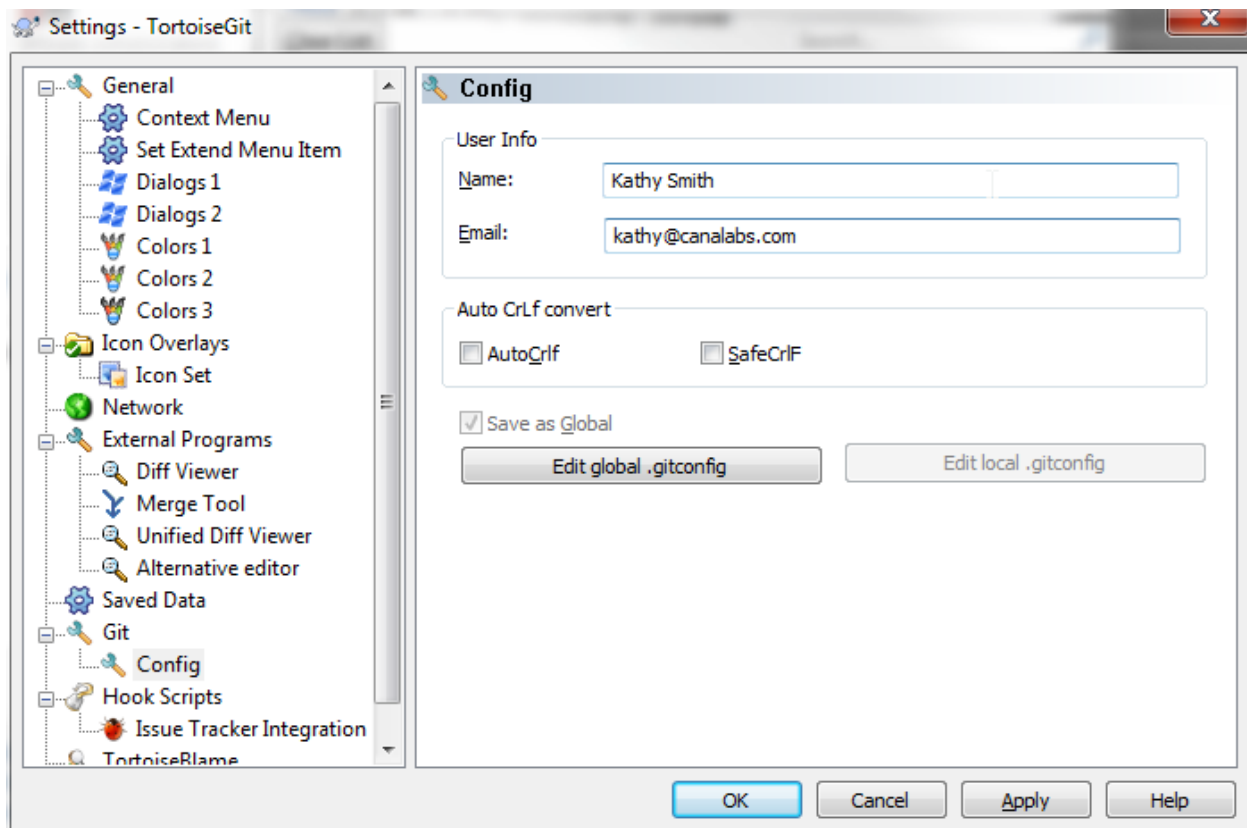 Settings - TortoiseGit
General
Context Menu
Set Extend Menu Item
Dialogs 1
Dialogs 2
Colors 1
Colors 2
Colors 3
Icon Overlays
Icon Set
Network
External Programs
Diff Viewer
Merge Tool
Unified Diff Viewer
Alternative editor
Saved Data
Git
Config
Hook Scripts
Issue Tracker Integration
TortoiseBlame
Config
User Info
Name: Kathy Smith
Email: kathy@canalabs.com
Auto CrLf convert
AutoCrlf SafeCrlF
Save as Global
Edit global .gitconfig Edit local .gitconfig
OK Cancel Apply Help